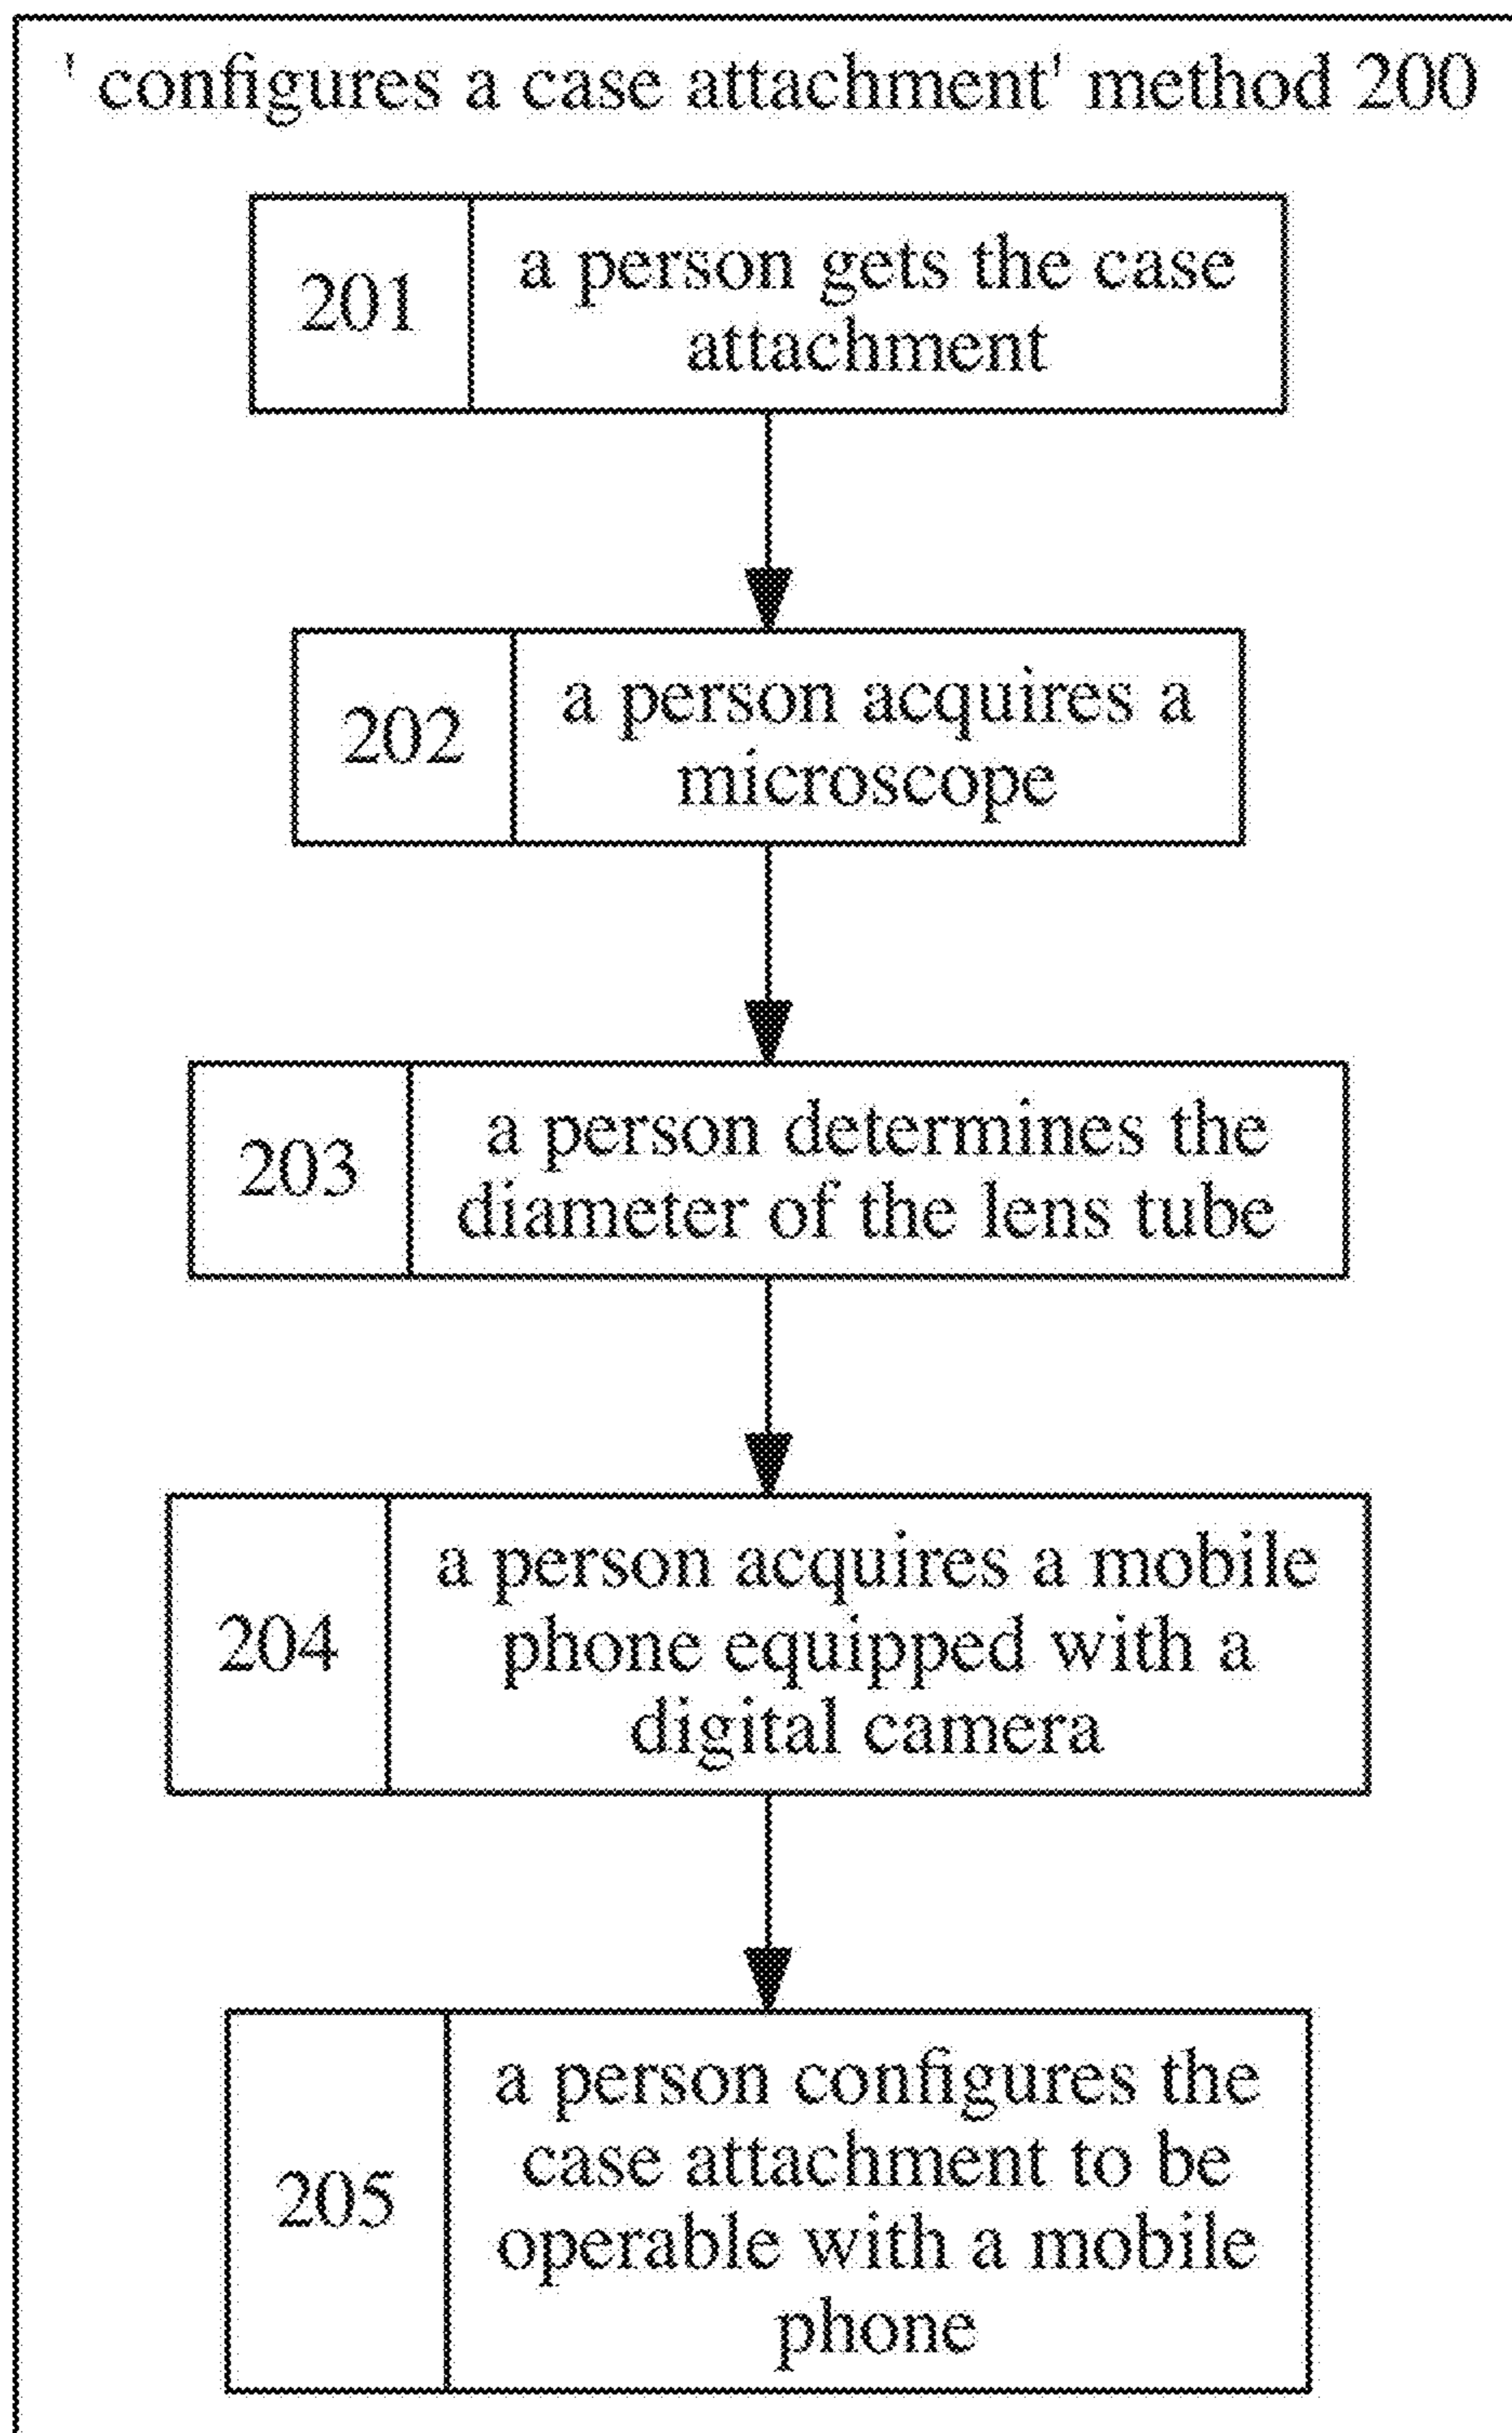 ' configures a case attachment' method 200
201
a person gets the case
attachment
202
a person acquires a
microscope
203
a person determines the
diameter of the lens tube
204
a person acquires a mobile
phone equipped with a
digital camera
205
a person configures the
case attachment to be
operable with a mobile
phone